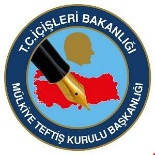 T.C. İÇİŞLERİ BAKANLIĞI
MÜLKİYE TEFTİŞ KURULU BAŞKANLIĞI